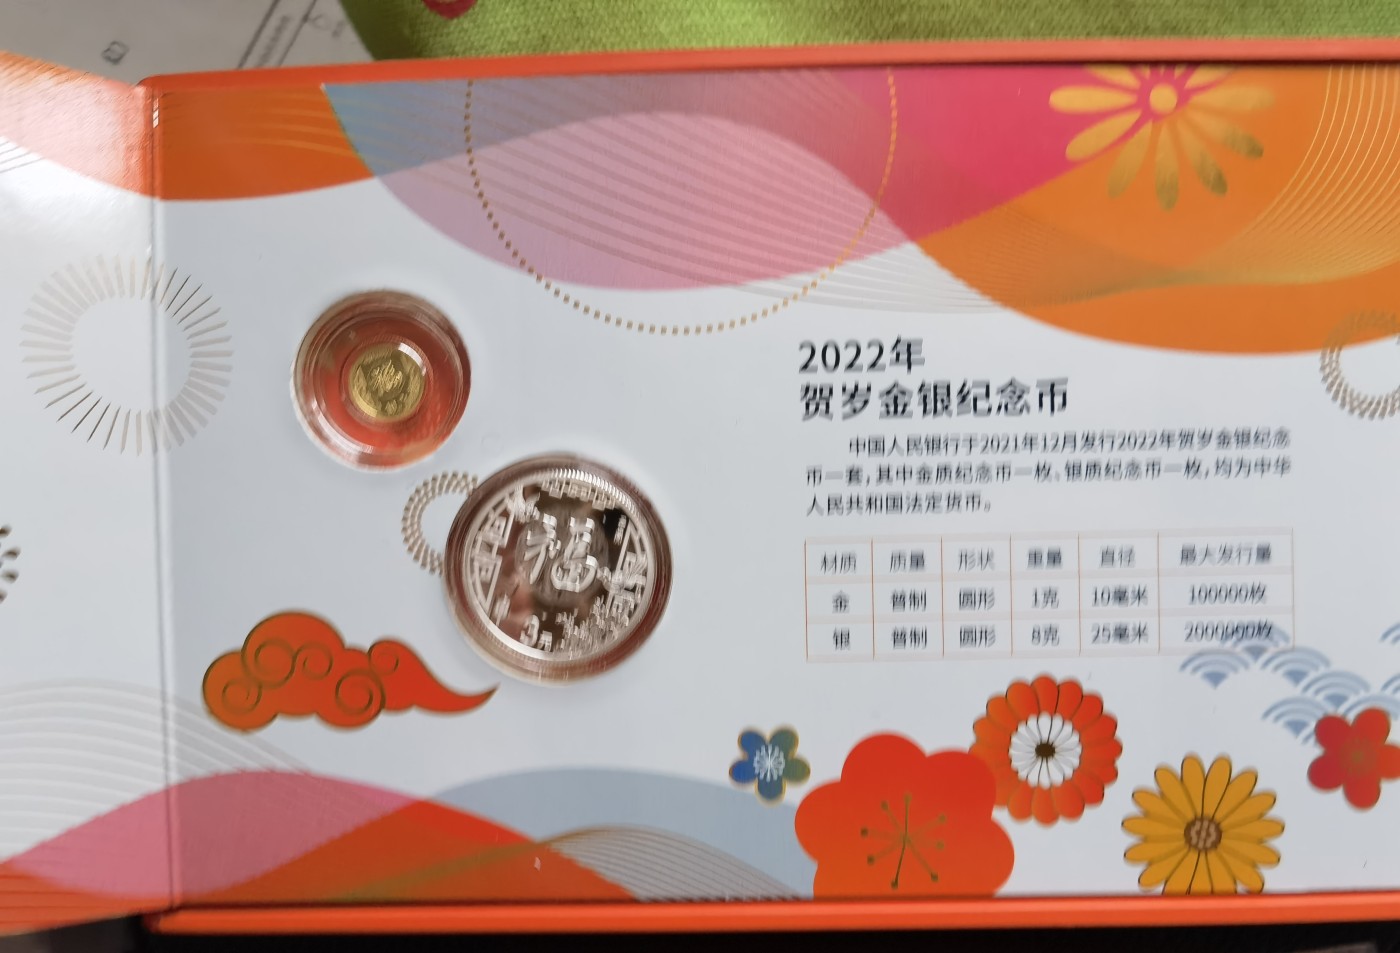 2022年
贺岁金银纪念币
中国人民银行于2021年12月发行2022年贺岁金银纪念
币一套,其中金质纪念币一枚、银质纪念币一枚,均为中华
人民共和国法定货币。
材质 质量 形状 重量 直径 最大发行量
金 普制 圆形 1克 10毫米 100000枚
银 普制 圆形 8克 25毫米 2000000枚
福
3元